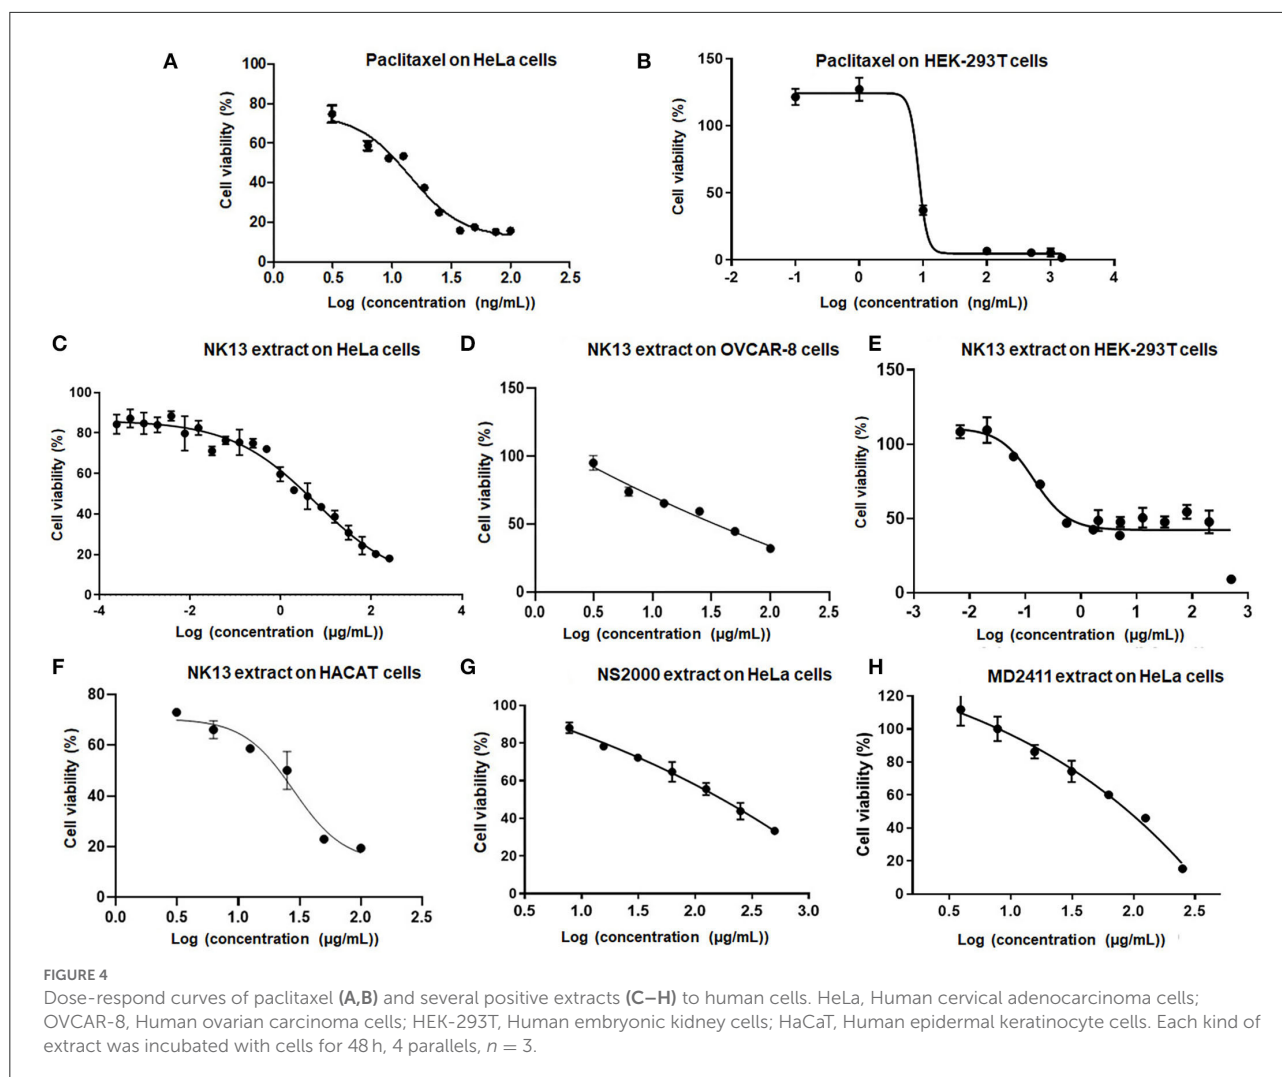 A
Paclitaxel on HeLa cells
100
80
60
40
20
0
Cell viability (%)
0.0 0.5 1.0 1.5 2.0 2.5
Log (concentration (ng/mL))
B
Paclitaxel on HEK-293T cells
150
100
50
0
Cell viability (%)
-2 -1 0 1 2 3 4
Log (concentration (ng/mL))
C
NK13 extract on HeLa cells
100
80
60
40
20
0
Cell viability (%)
-4 -2 0 2 4
Log (concentration (µg/mL))
D
NK13 extract on OVCAR-8 cells
150
100
50
0
Cell viability (%)
0.0 0.5 1.0 1.5 2.0 2.5
Log (concentration (µg/mL))
E
NK13 extract on HEK-293T cells
150
100
50
0
Cell viability (%)
-3 -2 -1 0 1 2 3
Log (concentration (µg/mL))
F
NK13 extract on HACAT cells
80
60
40
20
0
Cell viability (%)
0.0 0.5 1.0 1.5 2.0 2.5
Log (concentration (µg/mL))
G
NS2000 extract on HeLa cells
100
80
60
40
20
0
Cell viability (%)
0.5 1.0 1.5 2.0 2.5 3.0
Log (concentration (µg/mL))
H
MD2411 extract on HeLa cells
120
100
80
60
40
20
0
Cell viability (%)
0.5 1.0 1.5 2.0 2.5
Log (concentration (µg/mL))
FIGURE 4
Dose-respond curves of paclitaxel (A,B) and several positive extracts (C–H) to human cells. HeLa, Human cervical adenocarcinoma cells;
OVCAR-8, Human ovarian carcinoma cells; HEK-293T, Human embryonic kidney cells; HaCaT, Human epidermal keratinocyte cells. Each kind of
extract was incubated with cells for 48 h, 4 parallels, n = 3.